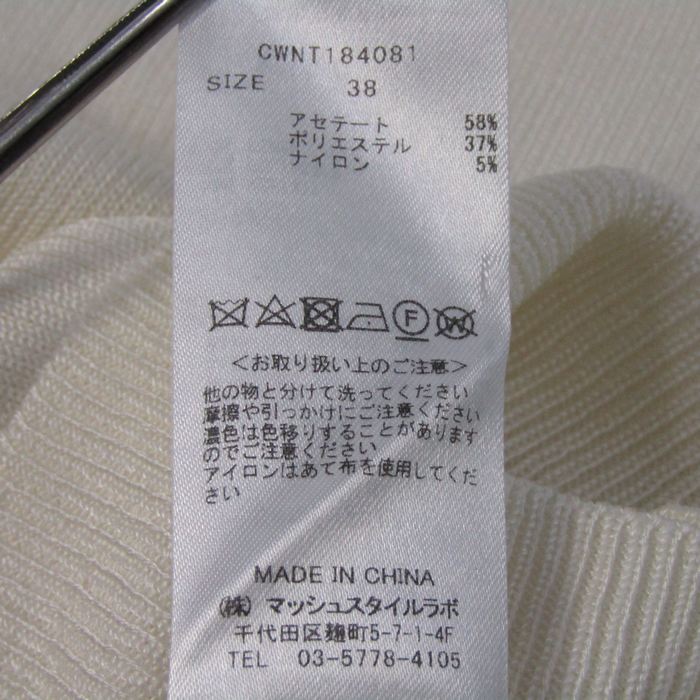 CWNT184081
SIZE 38
アセテート 58%
ポリエステル 37%
ナイロン 5%
F W
＜お取り扱い上のご注意＞
他の物と分けて洗ってください
摩擦や引っかけにご注意ください
濃色は色移りすることがあります
のでご注意ください
アイロンはあて布を使用してくだ
さい
MADE IN CHINA
(株) マッシュスタイルラボ
千代田区麹町5-7-1-4F
TEL 03-5778-4105